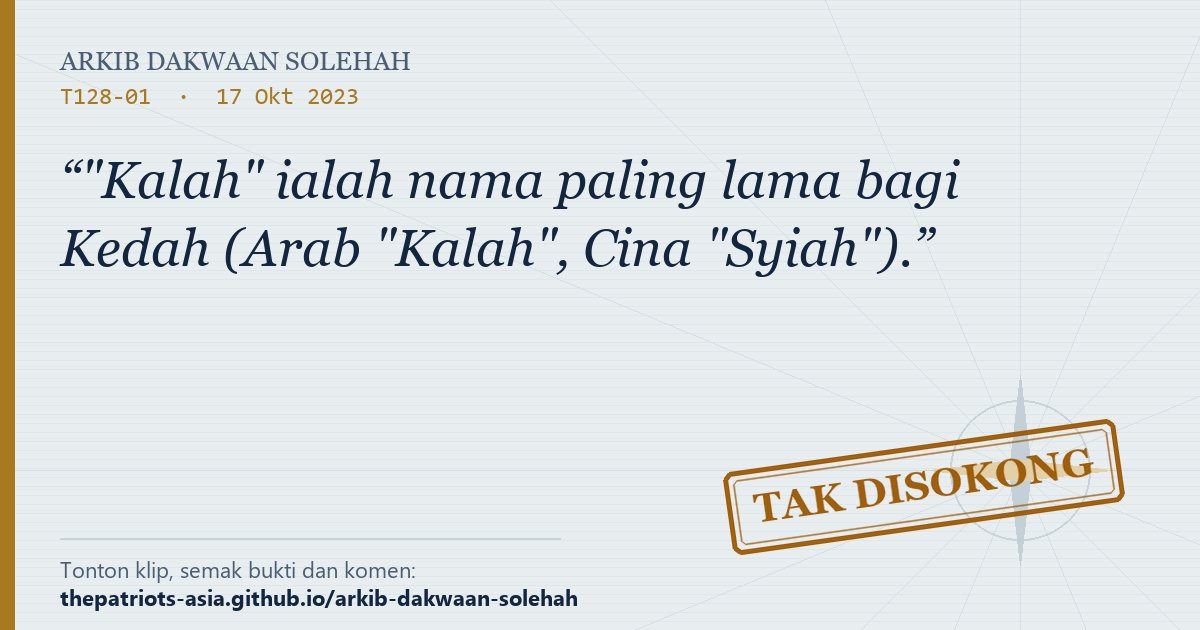 ARKIB DAKWAAN SOLEHAH
T128-01 · 17 Okt 2023
“"Kalah" ialah nama paling lama bagi
Kedah (Arab "Kalah", Cina "Syiah").”
TAK DISOKONG
Tonton klip, semak bukti dan komen:
thepatriots-asia.github.io/arkib-dakwaan-solehah